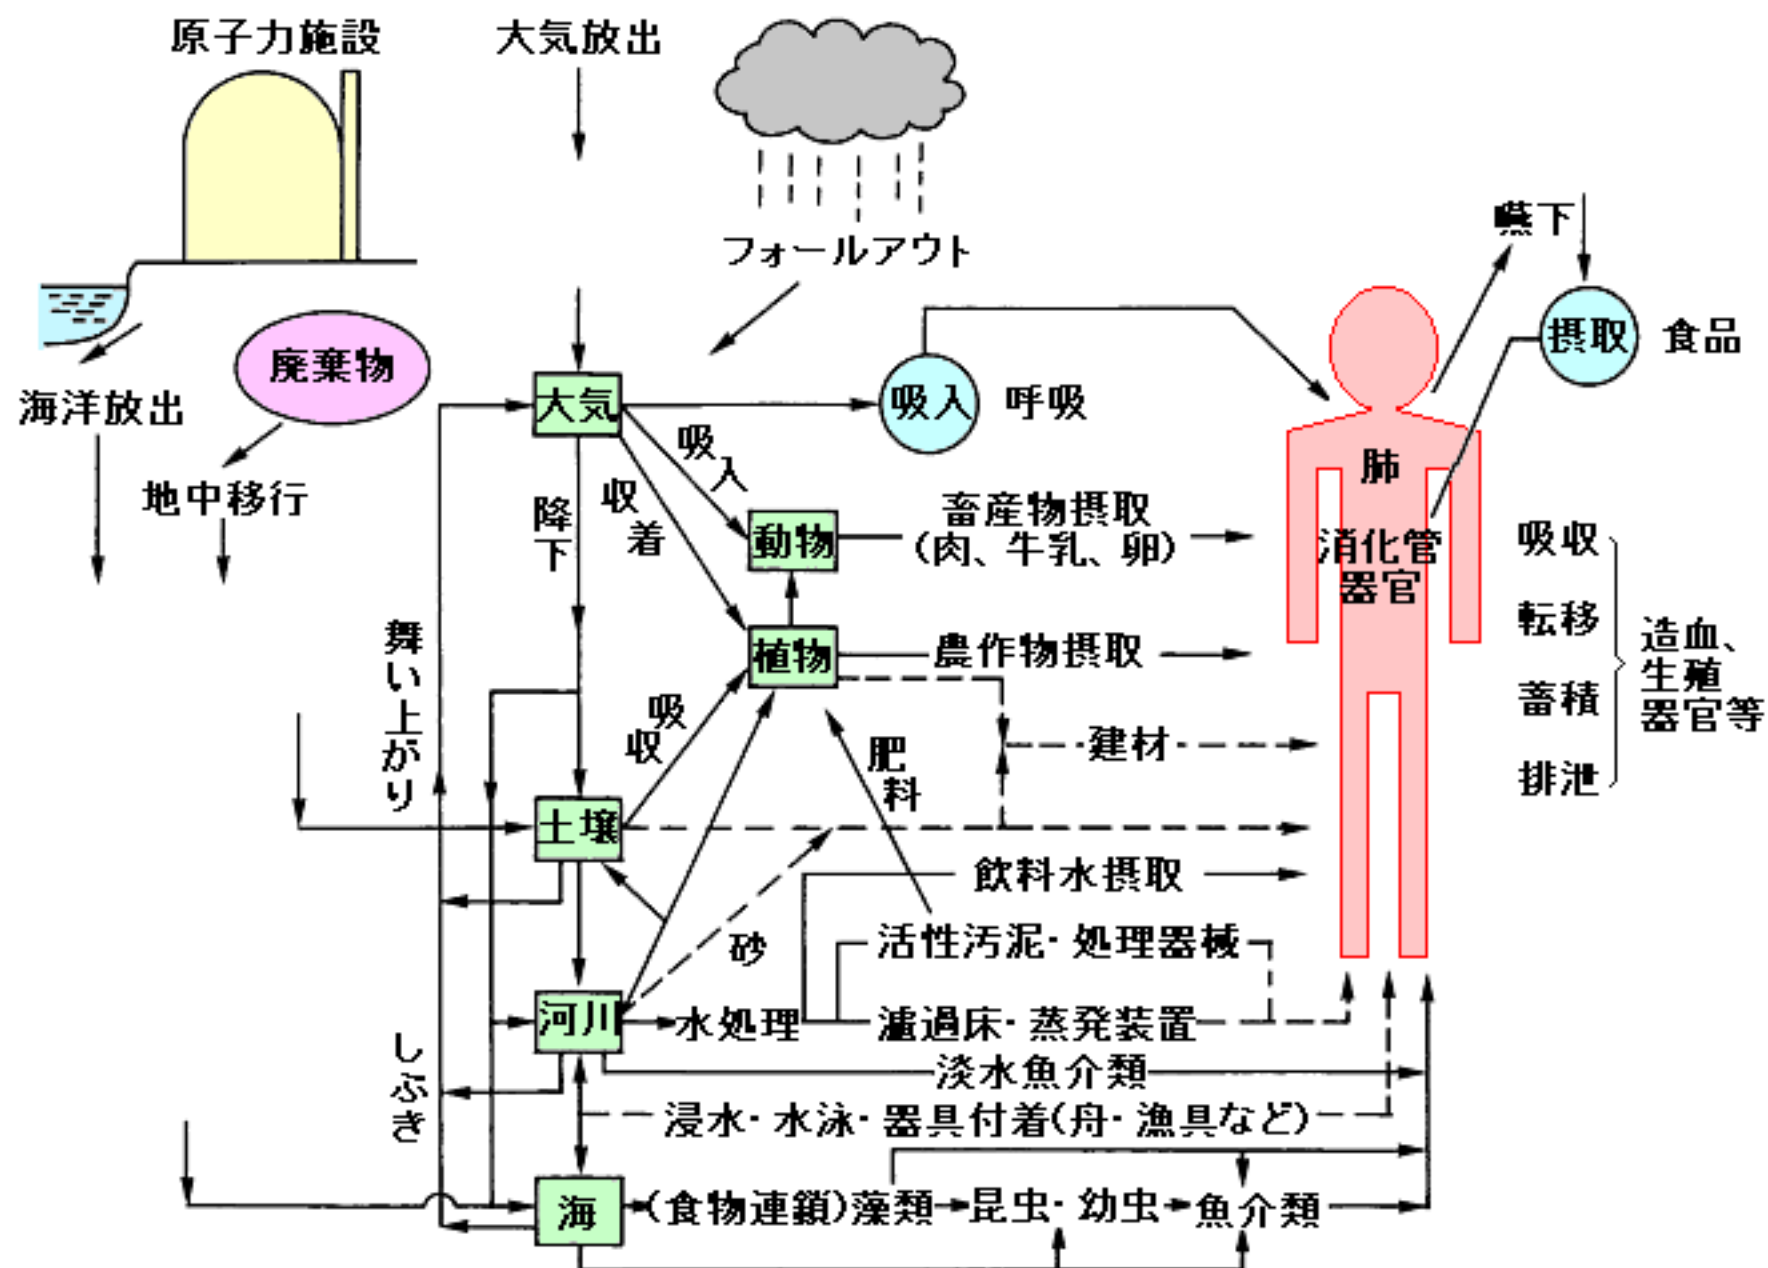 原子力施設
大気放出
フォールアウト
嚥下
摂取
食品
廃棄物
海洋放出
大気
吸入
呼吸
吸入
収着
地中移行
降下
肺
動物
畜産物摂取
(肉、牛乳、卵)
消化管
器官
吸収
転移
蓄積
排泄
造血、
生殖
器官等
舞い上がり
植物
農作物摂取
吸収
肥料
建材
土壌
飲料水摂取
砂
活性汚泥・処理器械
河川
水処理
濾過床・蒸発装置
しぶき
淡水魚介類
浸水・水泳・器具付着(舟・漁具など)
海
(食物連鎖)藻類
昆虫・幼虫
魚介類